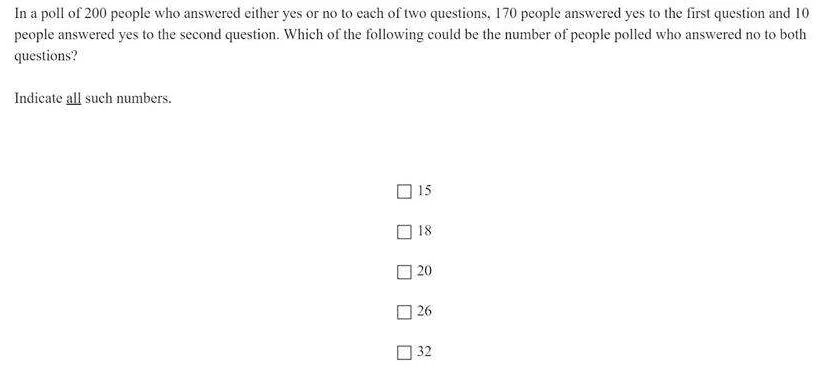 In a poll of 200 people who answered either yes or no to each of two questions, 170 people answered yes to the first question and 10
people answered yes to the second question. Which of the following could be the number of people polled who answered no to both
questions?
Indicate all such numbers.
15
18
20
26
32